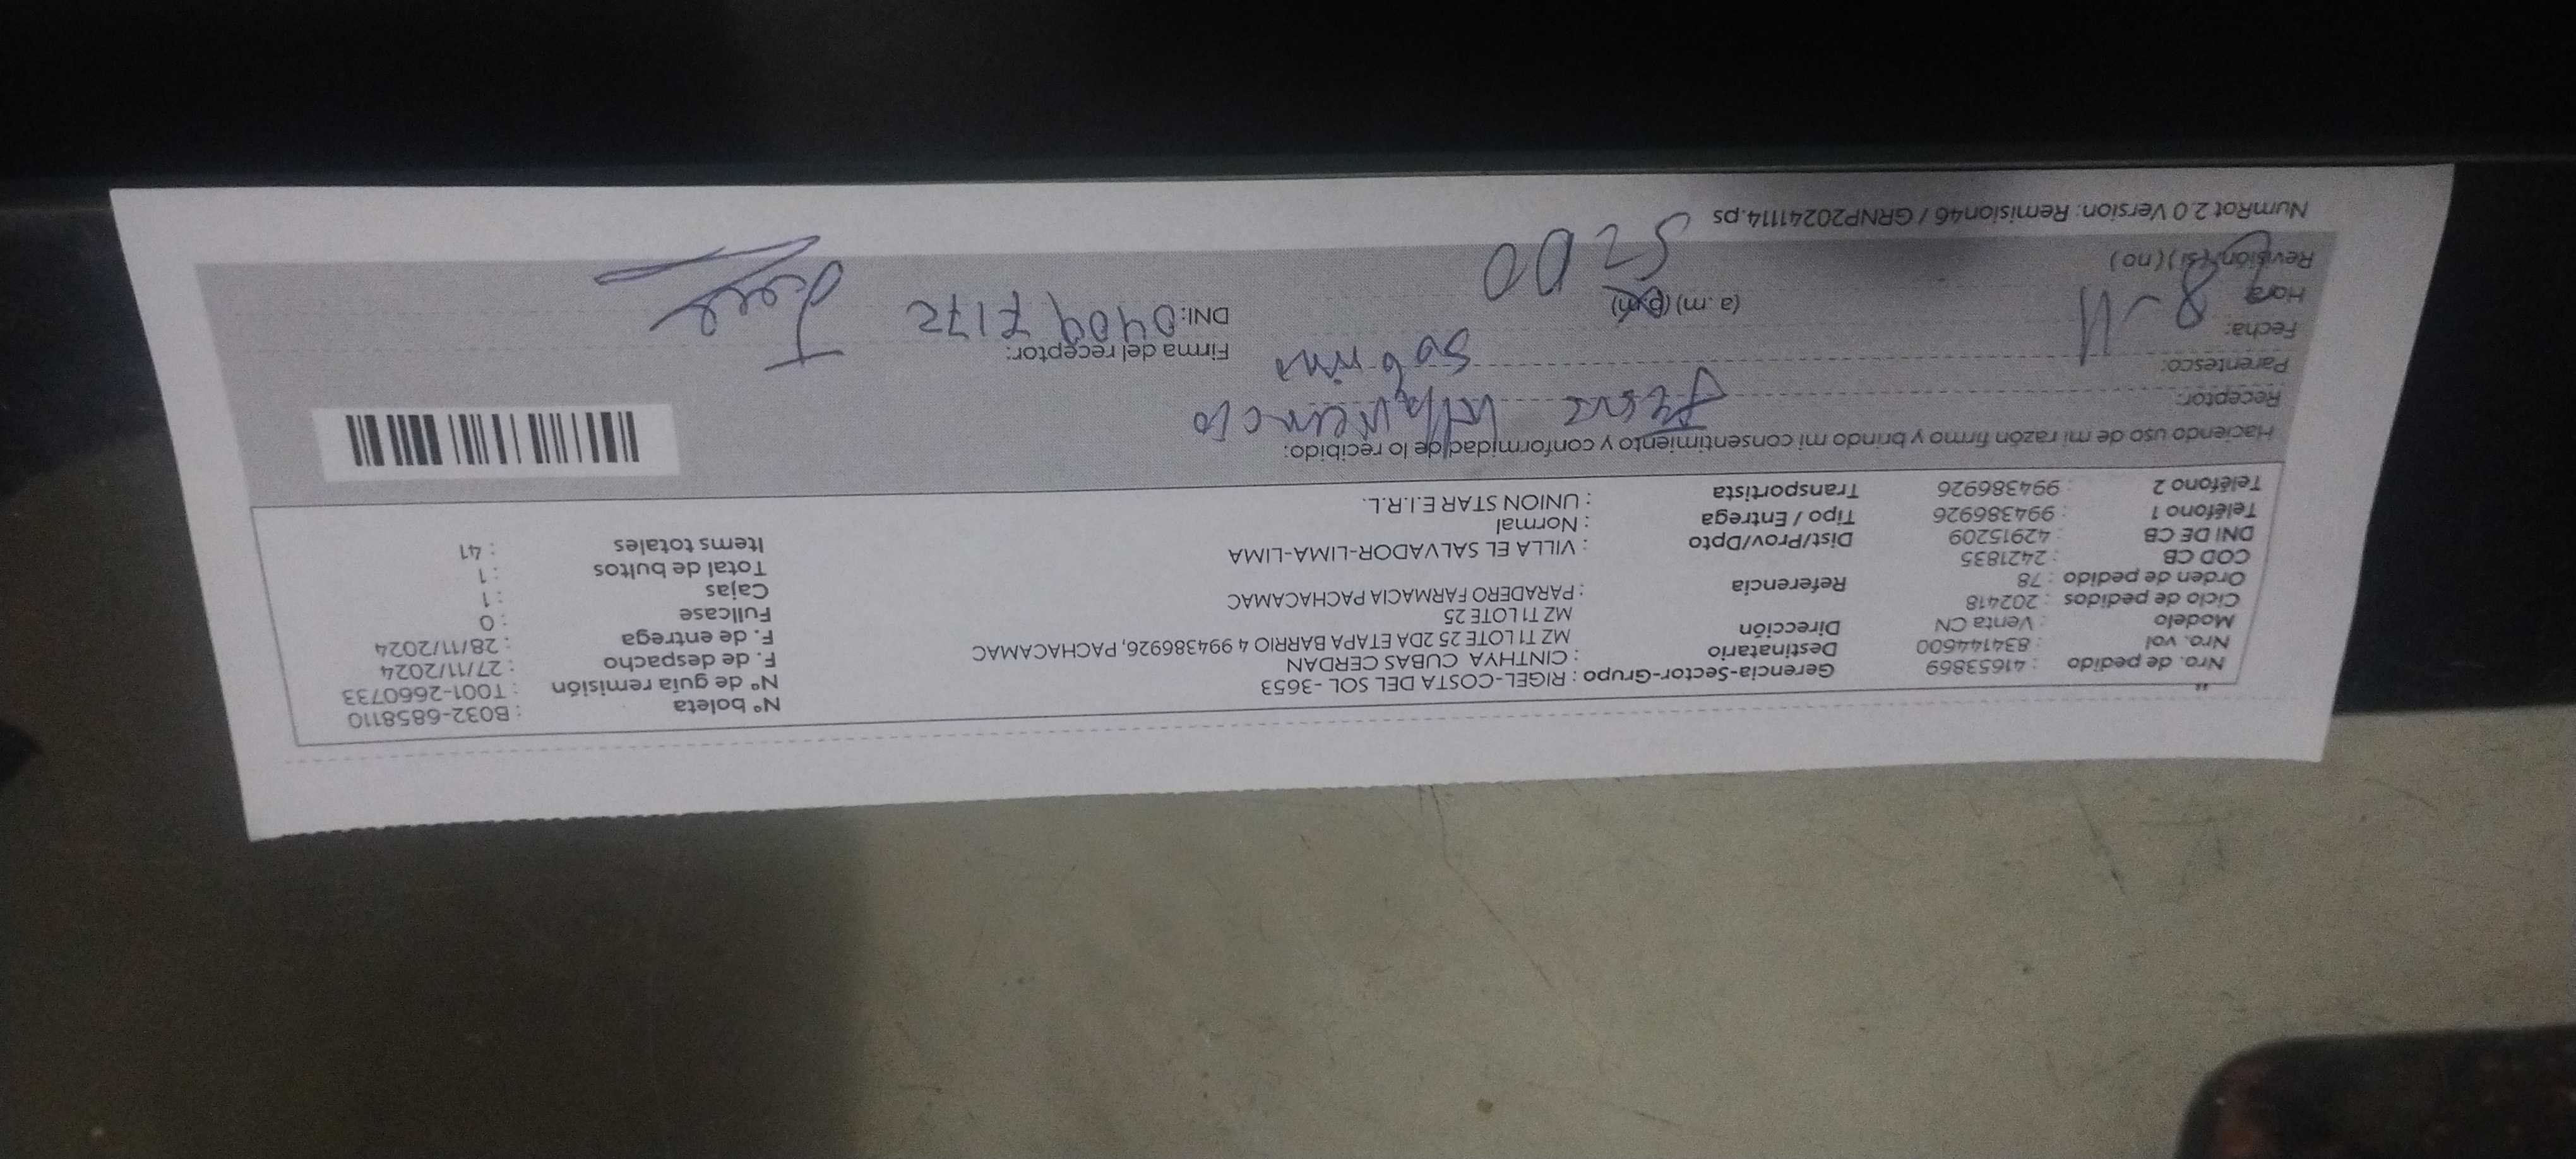 Nro. de pedido : 41653869
Nro. vol : 834144600
Modelo : Venta CN
Ciclo de pedidos : 202418
Orden de pedido : 78
COD CB : 2421835
DNI DE CB : 42915209
Teléfono 1 : 994386926
Teléfono 2 : 994386926
Gerencia-Sector-Grupo : RIGEL-COSTA DEL SOL -3653
Destinatario : CINTHYA CUBAS CERDAN
Dirección MZ T1 LOTE 25 2DA ETAPA BARRIO 4 994386926, PACHACAMAC
MZ T1 LOTE 25
Referencia : PARADERO FARMACIA PACHACAMAC
Dist/Prov/Dpto : VILLA EL SALVADOR-LIMA-LIMA
Tipo / Entrega : Normal
Transportista : UNION STAR E.I.R.L.
N° boleta : B032-6858110
N° de guía remisión : T001-2660733
F. de despacho : 27/11/2024
F. de entrega : 28/11/2024
Fullcase : 0
Cajas : 1
Total de bultos : 1
Items totales : 41
Haciendo uso de mi razón firmo y brindo mi consentimiento y conformidad de lo recibido:
Receptor:
Parentesco:
Fecha:
Hora
Revisión (si) (no)
(a.m) (p.m)
Firma del receptor:
DNI:
NumRot 2.0 Version: Remision46 / GRNP20241114.ps